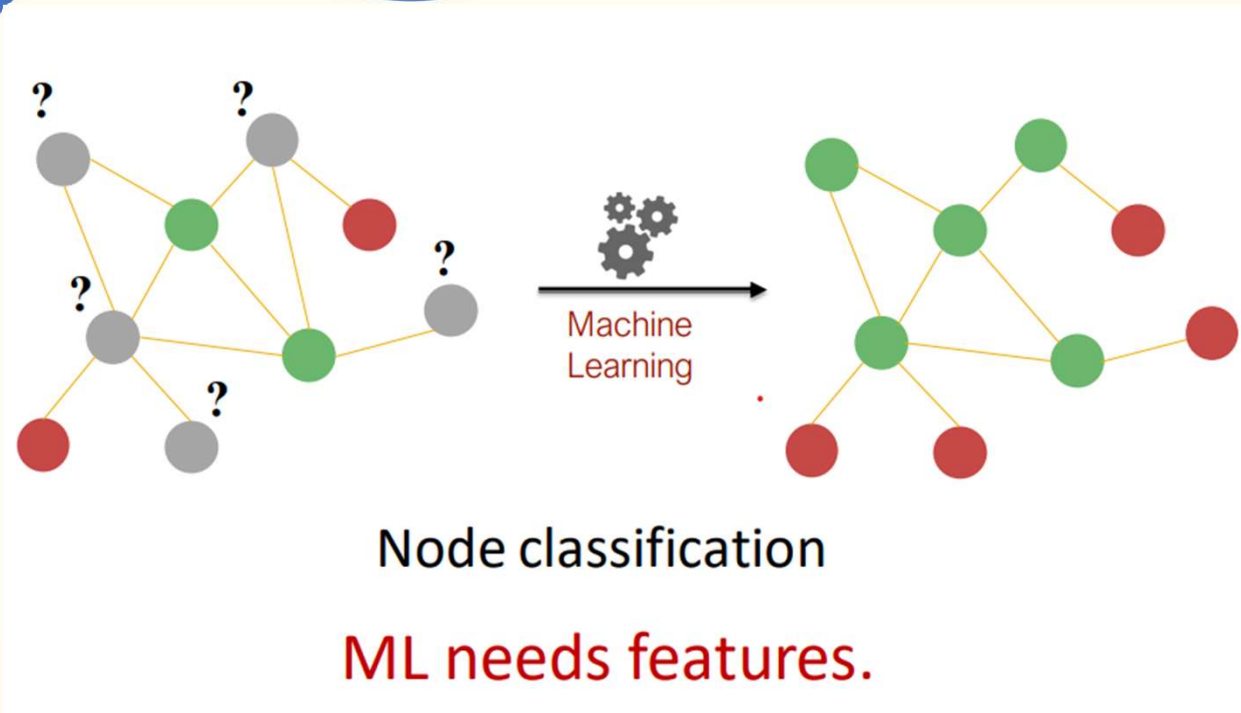 ?
?
?
?
?
Machine
Learning
Node classification
ML needs features.